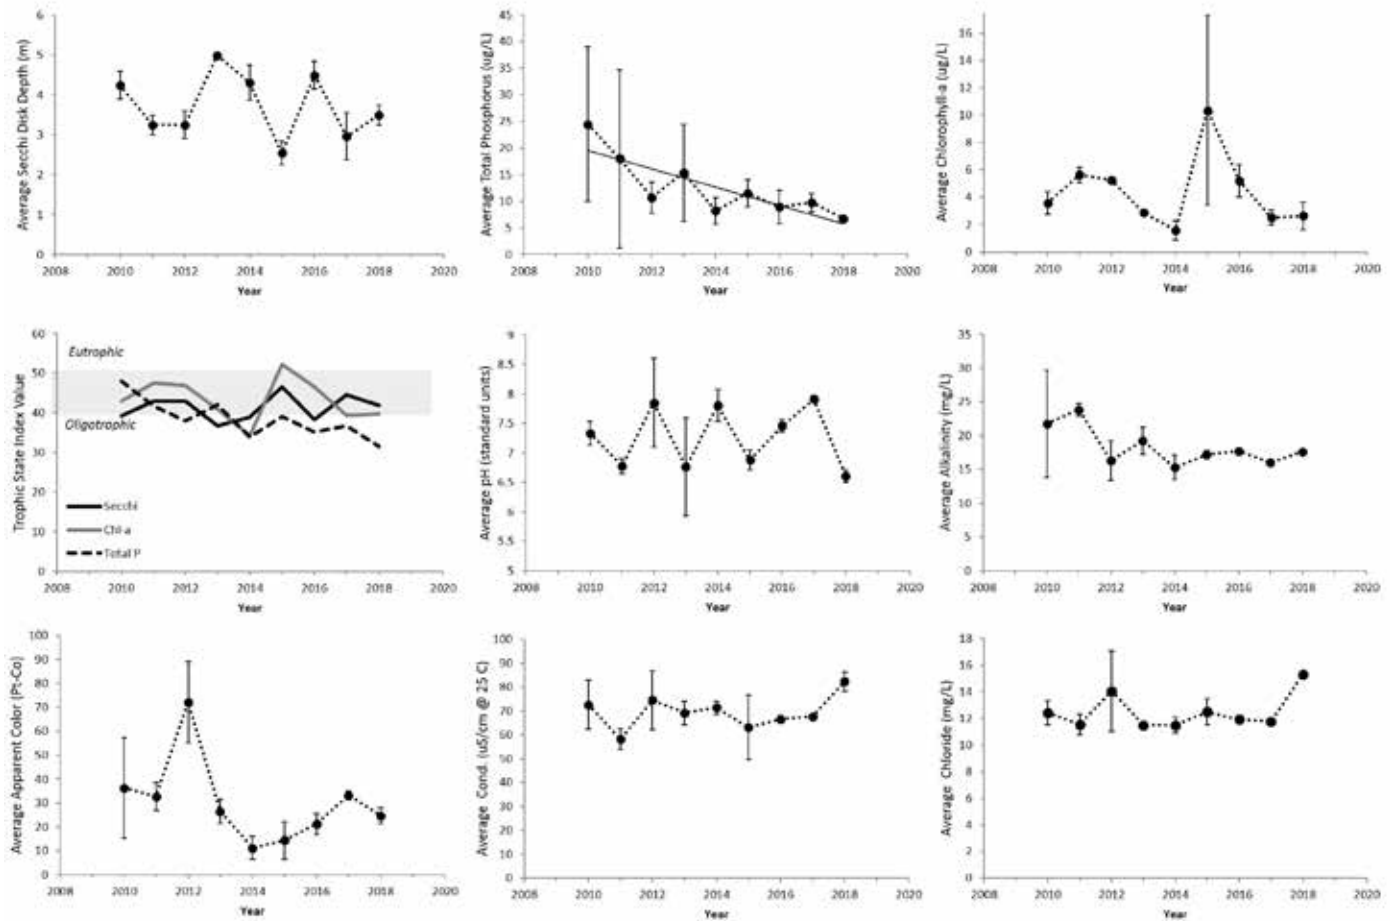 Average Secchi Disk Depth (m)
6
5
4
3
2
1
0
2008 2010 2012 2014 2016 2018 2020
Year
Average Total Phosphorus (ug/L)
45
40
35
30
25
20
15
10
5
0
2008 2010 2012 2014 2016 2018 2020
Year
Average Chlorophyll-a (ug/L)
16
14
12
10
8
6
4
2
0
2008 2010 2012 2014 2016 2018 2020
Year
Trophic State Index Value
60
50
40
30
20
10
0
Eutrophic
Oligotrophic
Secchi
Chl-a
Total P
2008 2010 2012 2014 2016 2018 2020
Year
Average pH (standard units)
9
8.5
8
7.5
7
6.5
6
5.5
5
2008 2010 2012 2014 2016 2018 2020
Year
Average Alkalinity (mg/L)
35
30
25
20
15
10
5
0
2008 2010 2012 2014 2016 2018 2020
Year
Average Apparent Color (Pt-Co)
100
90
80
70
60
50
40
30
20
10
0
2008 2010 2012 2014 2016 2018 2020
Year
Average Cond. (uS/cm @ 25 C)
100
90
80
70
60
50
40
30
20
10
0
2008 2010 2012 2014 2016 2018 2020
Year
Average Chloride (mg/L)
18
16
14
12
10
8
6
4
2
0
2008 2010 2012 2014 2016 2018 2020
Year